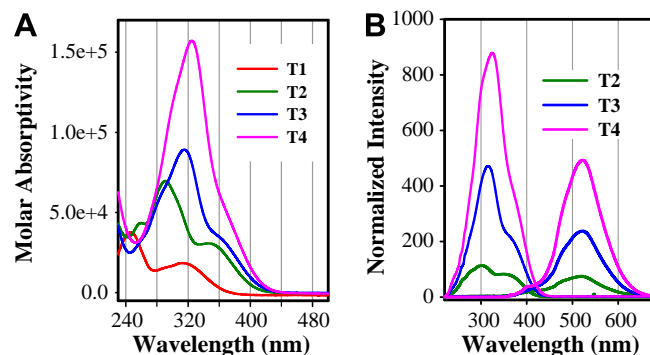 A
B
Molar Absorptivity
1.5e+5
1.0e+5
5.0e+4
0.0
T1
T2
T3
T4
240 320 400 480
Wavelength (nm)
Normalized Intensity
1000
800
600
400
200
0
T2
T3
T4
300 400 500 600
Wavelength (nm)